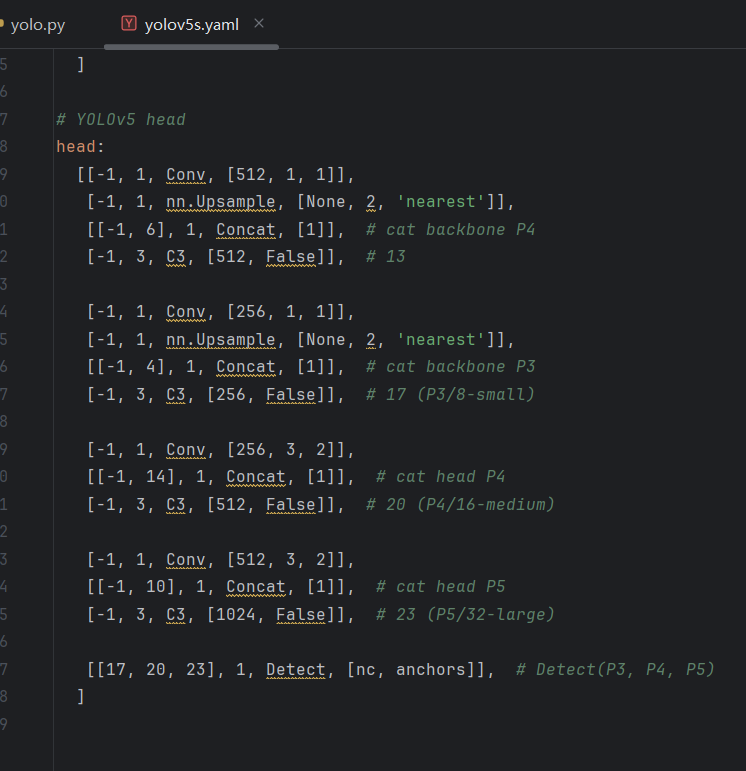 yolo.py yolov5s.yaml
5 ]
6
7 # YOLOv5 head
8 head:
9 [[-1, 1, Conv, [512, 1, 1]],
0 [-1, 1, nn.Upsample, [None, 2, 'nearest']],
1 [[-1, 6], 1, Concat, [1]], # cat backbone P4
2 [-1, 3, C3, [512, False]], # 13
3
4 [-1, 1, Conv, [256, 1, 1]],
5 [-1, 1, nn.Upsample, [None, 2, 'nearest']],
6 [[-1, 4], 1, Concat, [1]], # cat backbone P3
7 [-1, 3, C3, [256, False]], # 17 (P3/8-small)
8
9 [-1, 1, Conv, [256, 3, 2]],
0 [[-1, 14], 1, Concat, [1]], # cat head P4
1 [-1, 3, C3, [512, False]], # 20 (P4/16-medium)
2
3 [-1, 1, Conv, [512, 3, 2]],
4 [[-1, 10], 1, Concat, [1]], # cat head P5
5 [-1, 3, C3, [1024, False]], # 23 (P5/32-large)
6
7 [[17, 20, 23], 1, Detect, [nc, anchors]], # Detect(P3, P4, P5)
8 ]
9